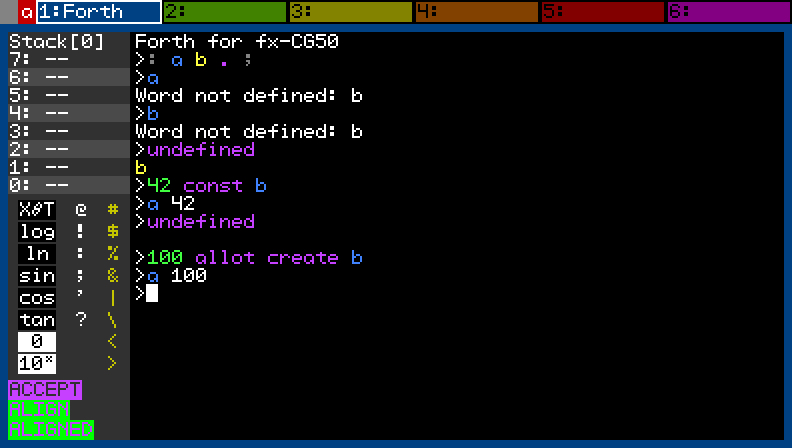 a 1:Forth 2: 3: 4: 5: 6:
Stack[0]
7: --
6: --
5: --
4: --
3: --
2: --
1: --
0: --
XθT @ #
log ! $
ln : %
sin ; &
cos ' |
tan ? \
0 <
10ˣ >
ACCEPT
ALIGN
ALIGNED
Forth for fx-CG50
>: a b . ;
>a
Word not defined: b
>b
Word not defined: b
>undefined
b
>42 const b
>a 42
>undefined
>100 allot create b
>a 100
>